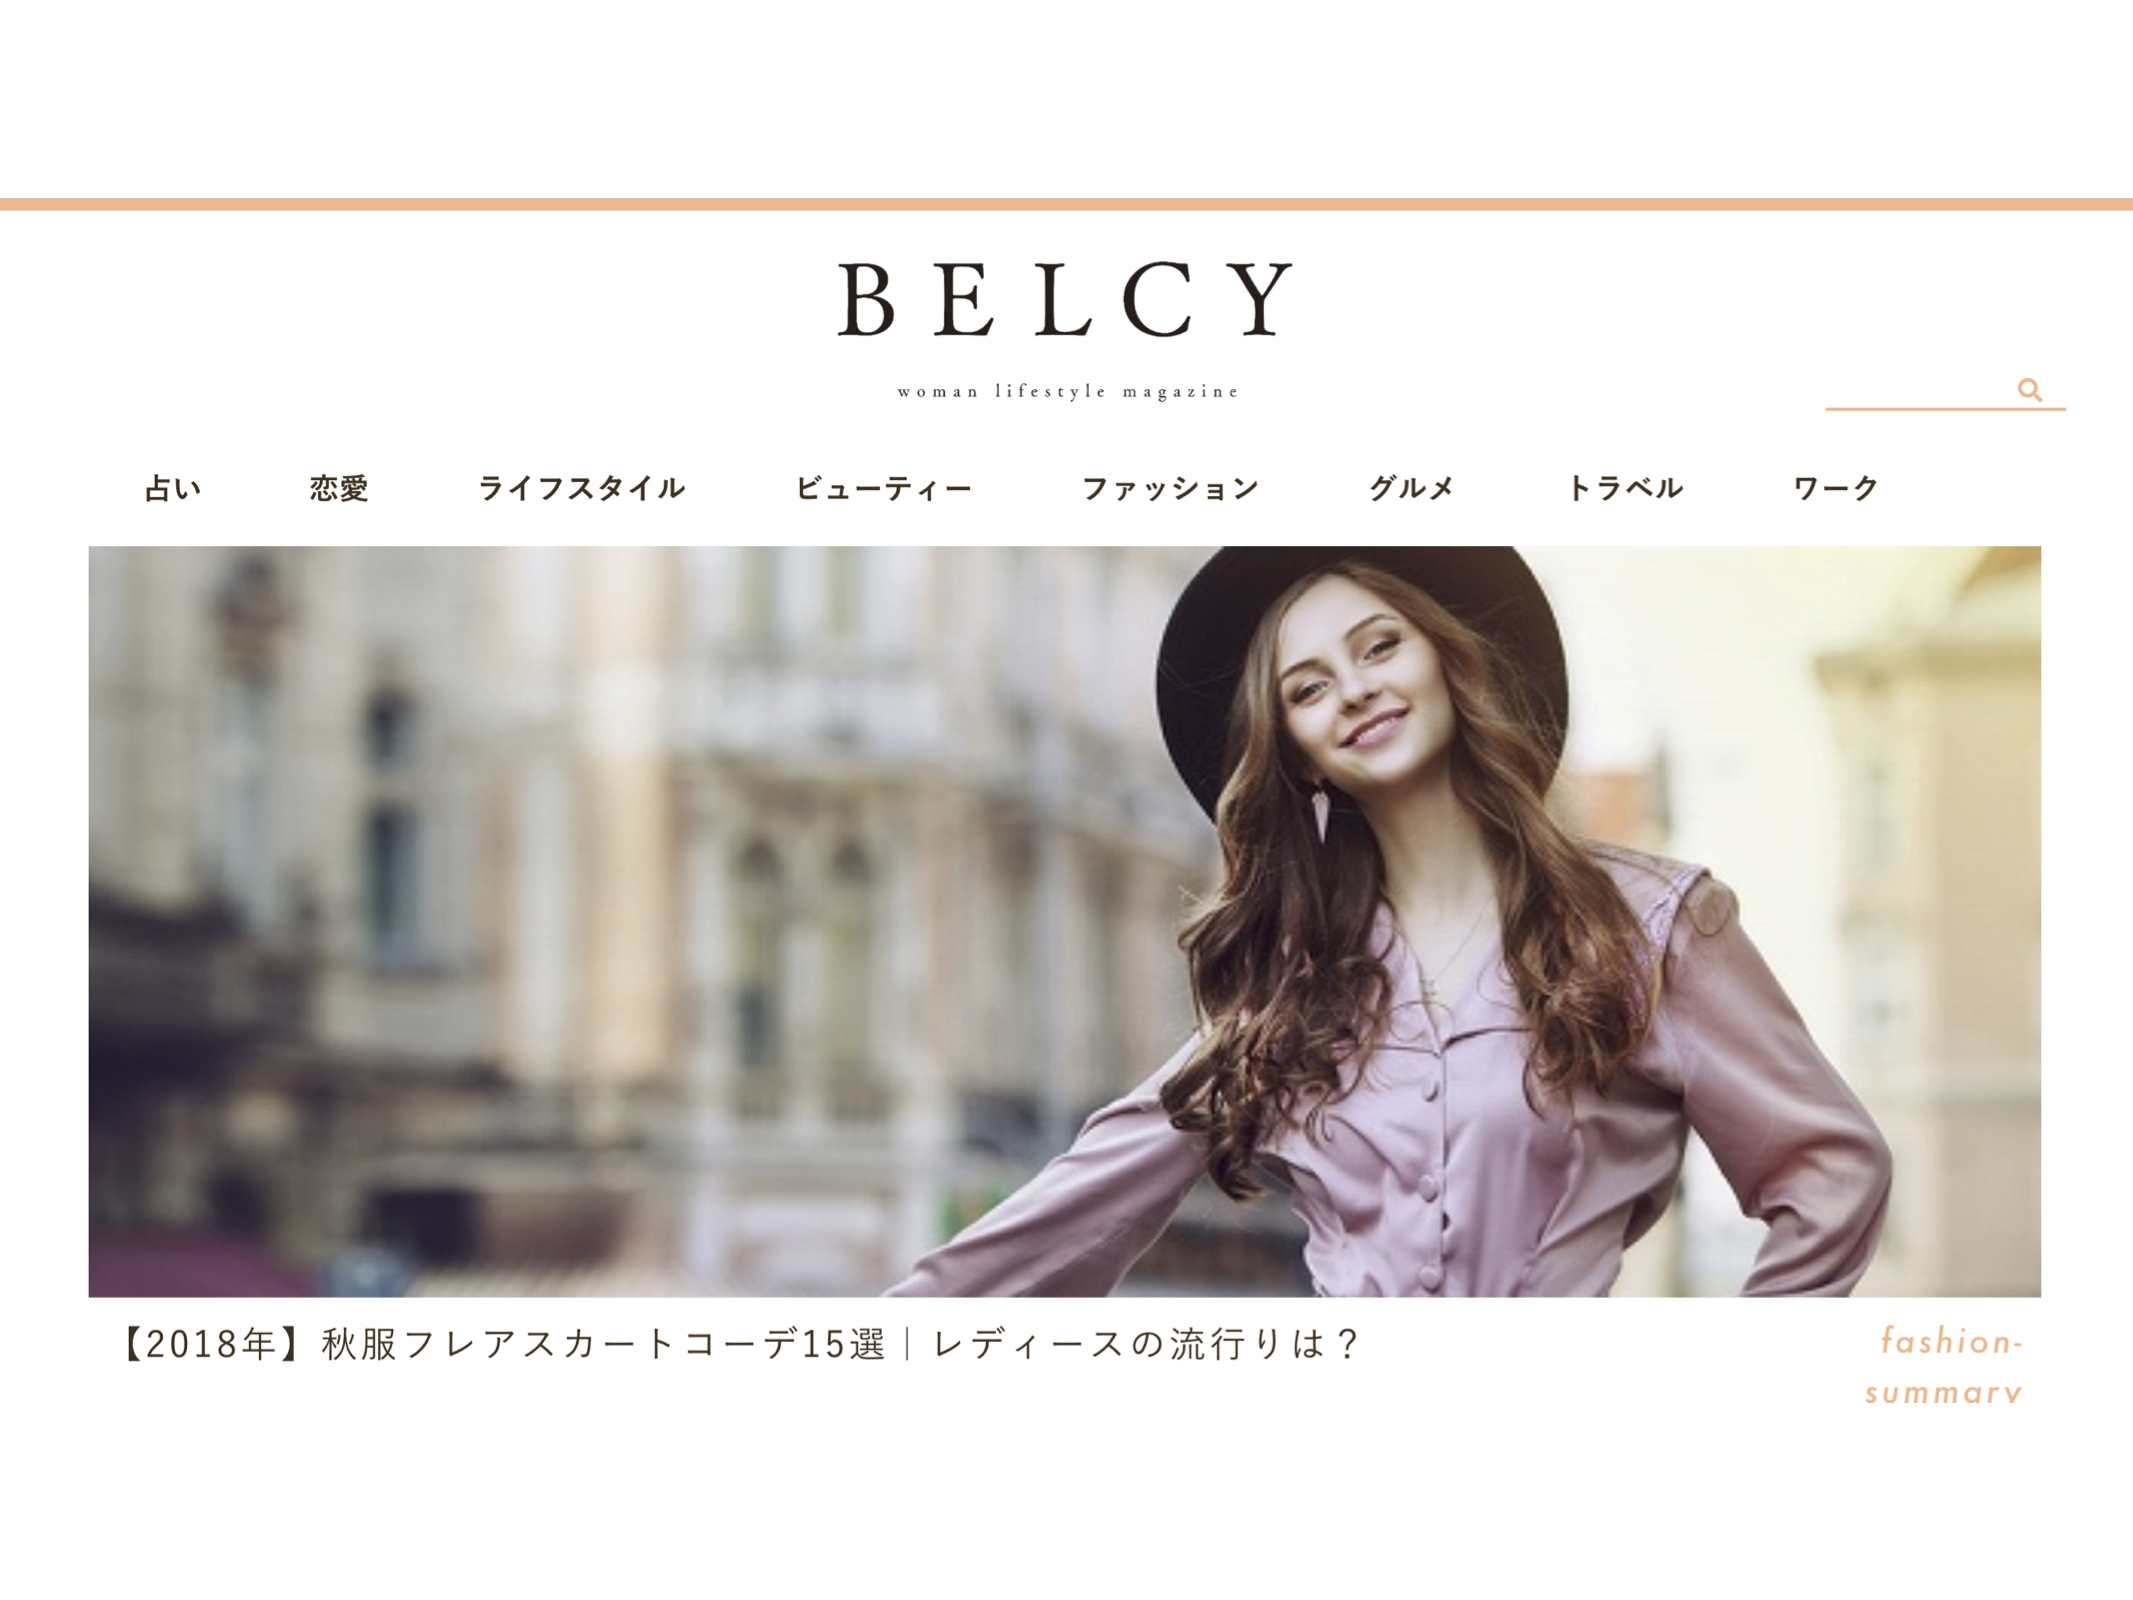 BELCY
woman lifestyle magazine
占い 恋愛 ライフスタイル ビューティー ファッション グルメ トラベル ワーク
【2018年】秋服フレアスカートコーデ15選｜レディースの流行りは？
fashion-
summary